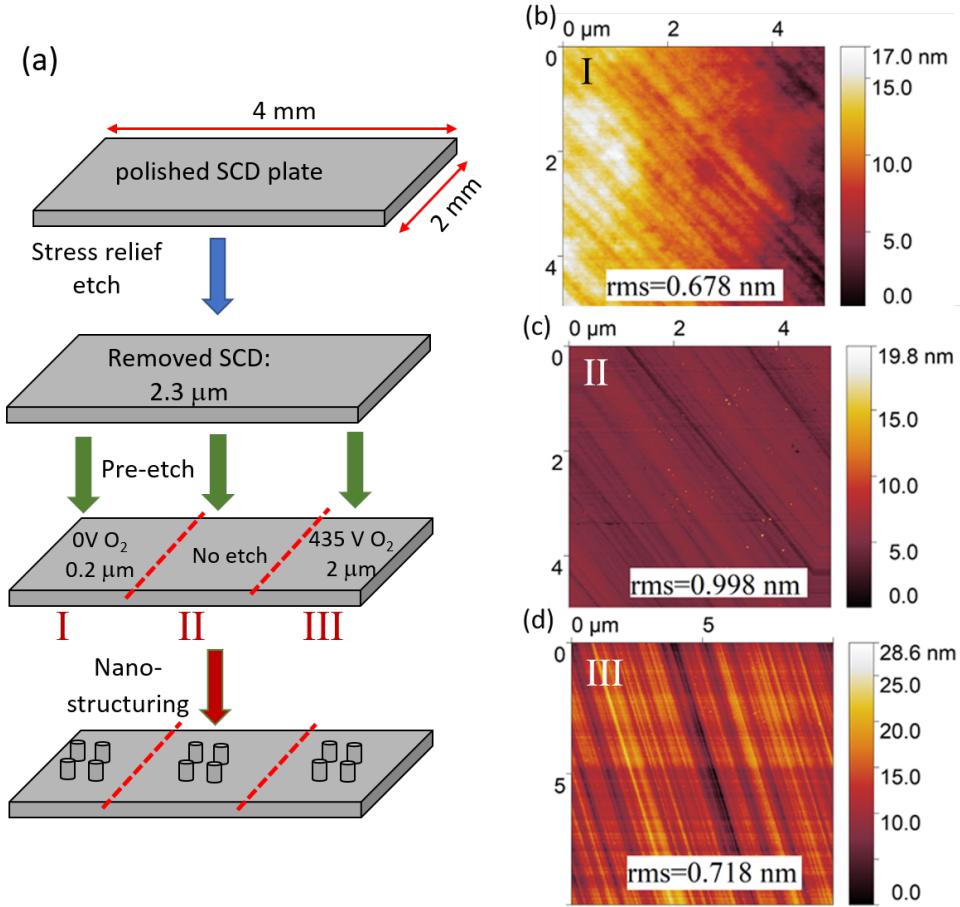 (a)
4 mm
polished SCD plate
2 mm
Stress relief
etch
Removed SCD:
2.3 μm
Pre-etch
0V O₂
0.2 μm
No etch
435 V O₂
2 μm
I
II
III
Nano-
structuring
(b)
0 μm 2 4
0
2
4
I
rms=0.678 nm
17.0 nm
15.0
10.0
5.0
0.0
(c)
0 μm 2 4
0
2
4
II
rms=0.998 nm
19.8 nm
15.0
10.0
5.0
0.0
(d)
0 μm 5
0
5
III
rms=0.718 nm
28.6 nm
25.0
20.0
15.0
10.0
0.0